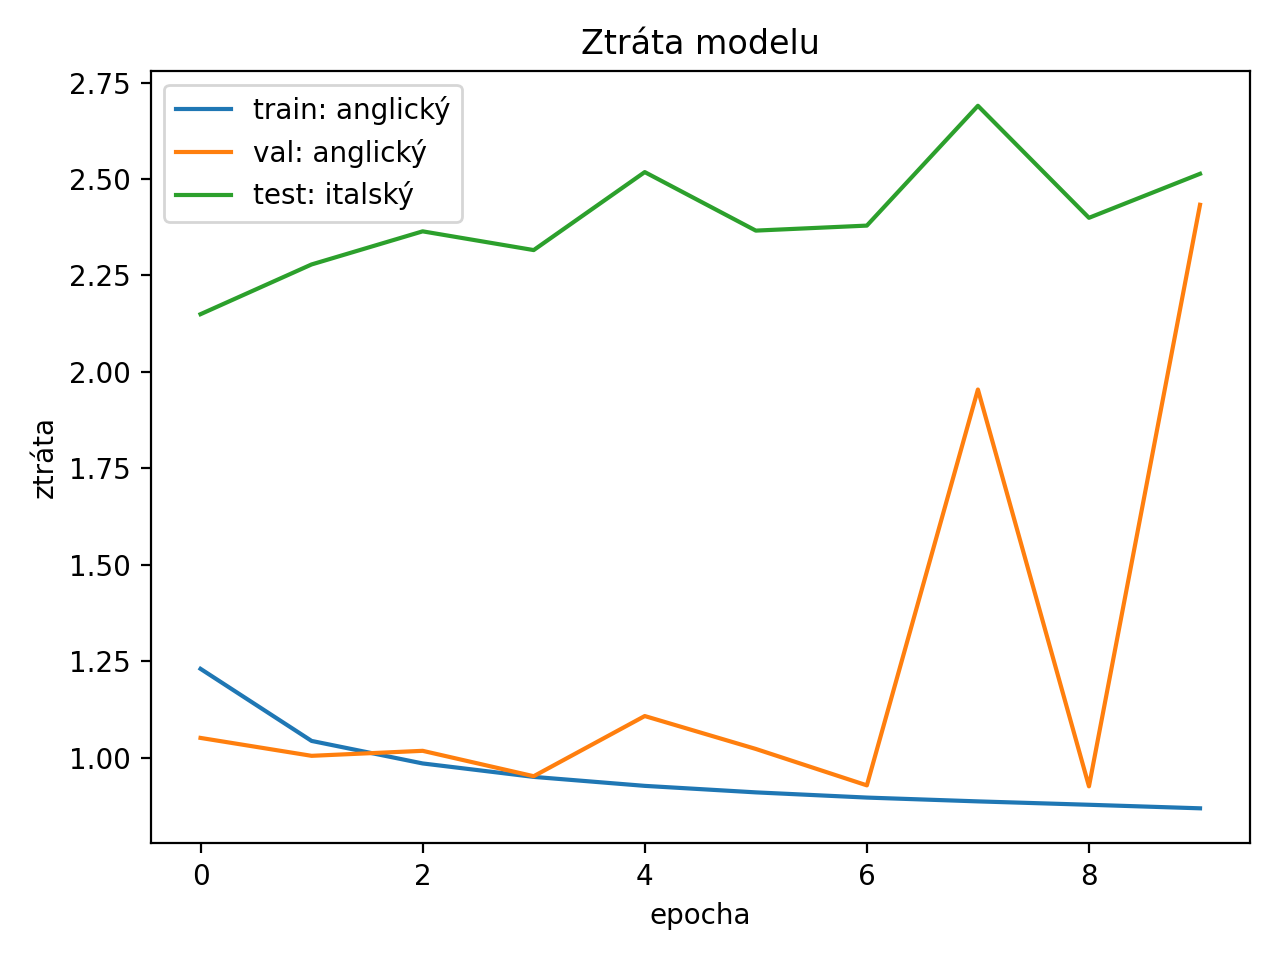 Ztráta modelu
2.75
2.50
2.25
2.00
1.75
1.50
1.25
1.00
ztráta
train: anglický
val: anglický
test: italský
0 2 4 6 8
epocha